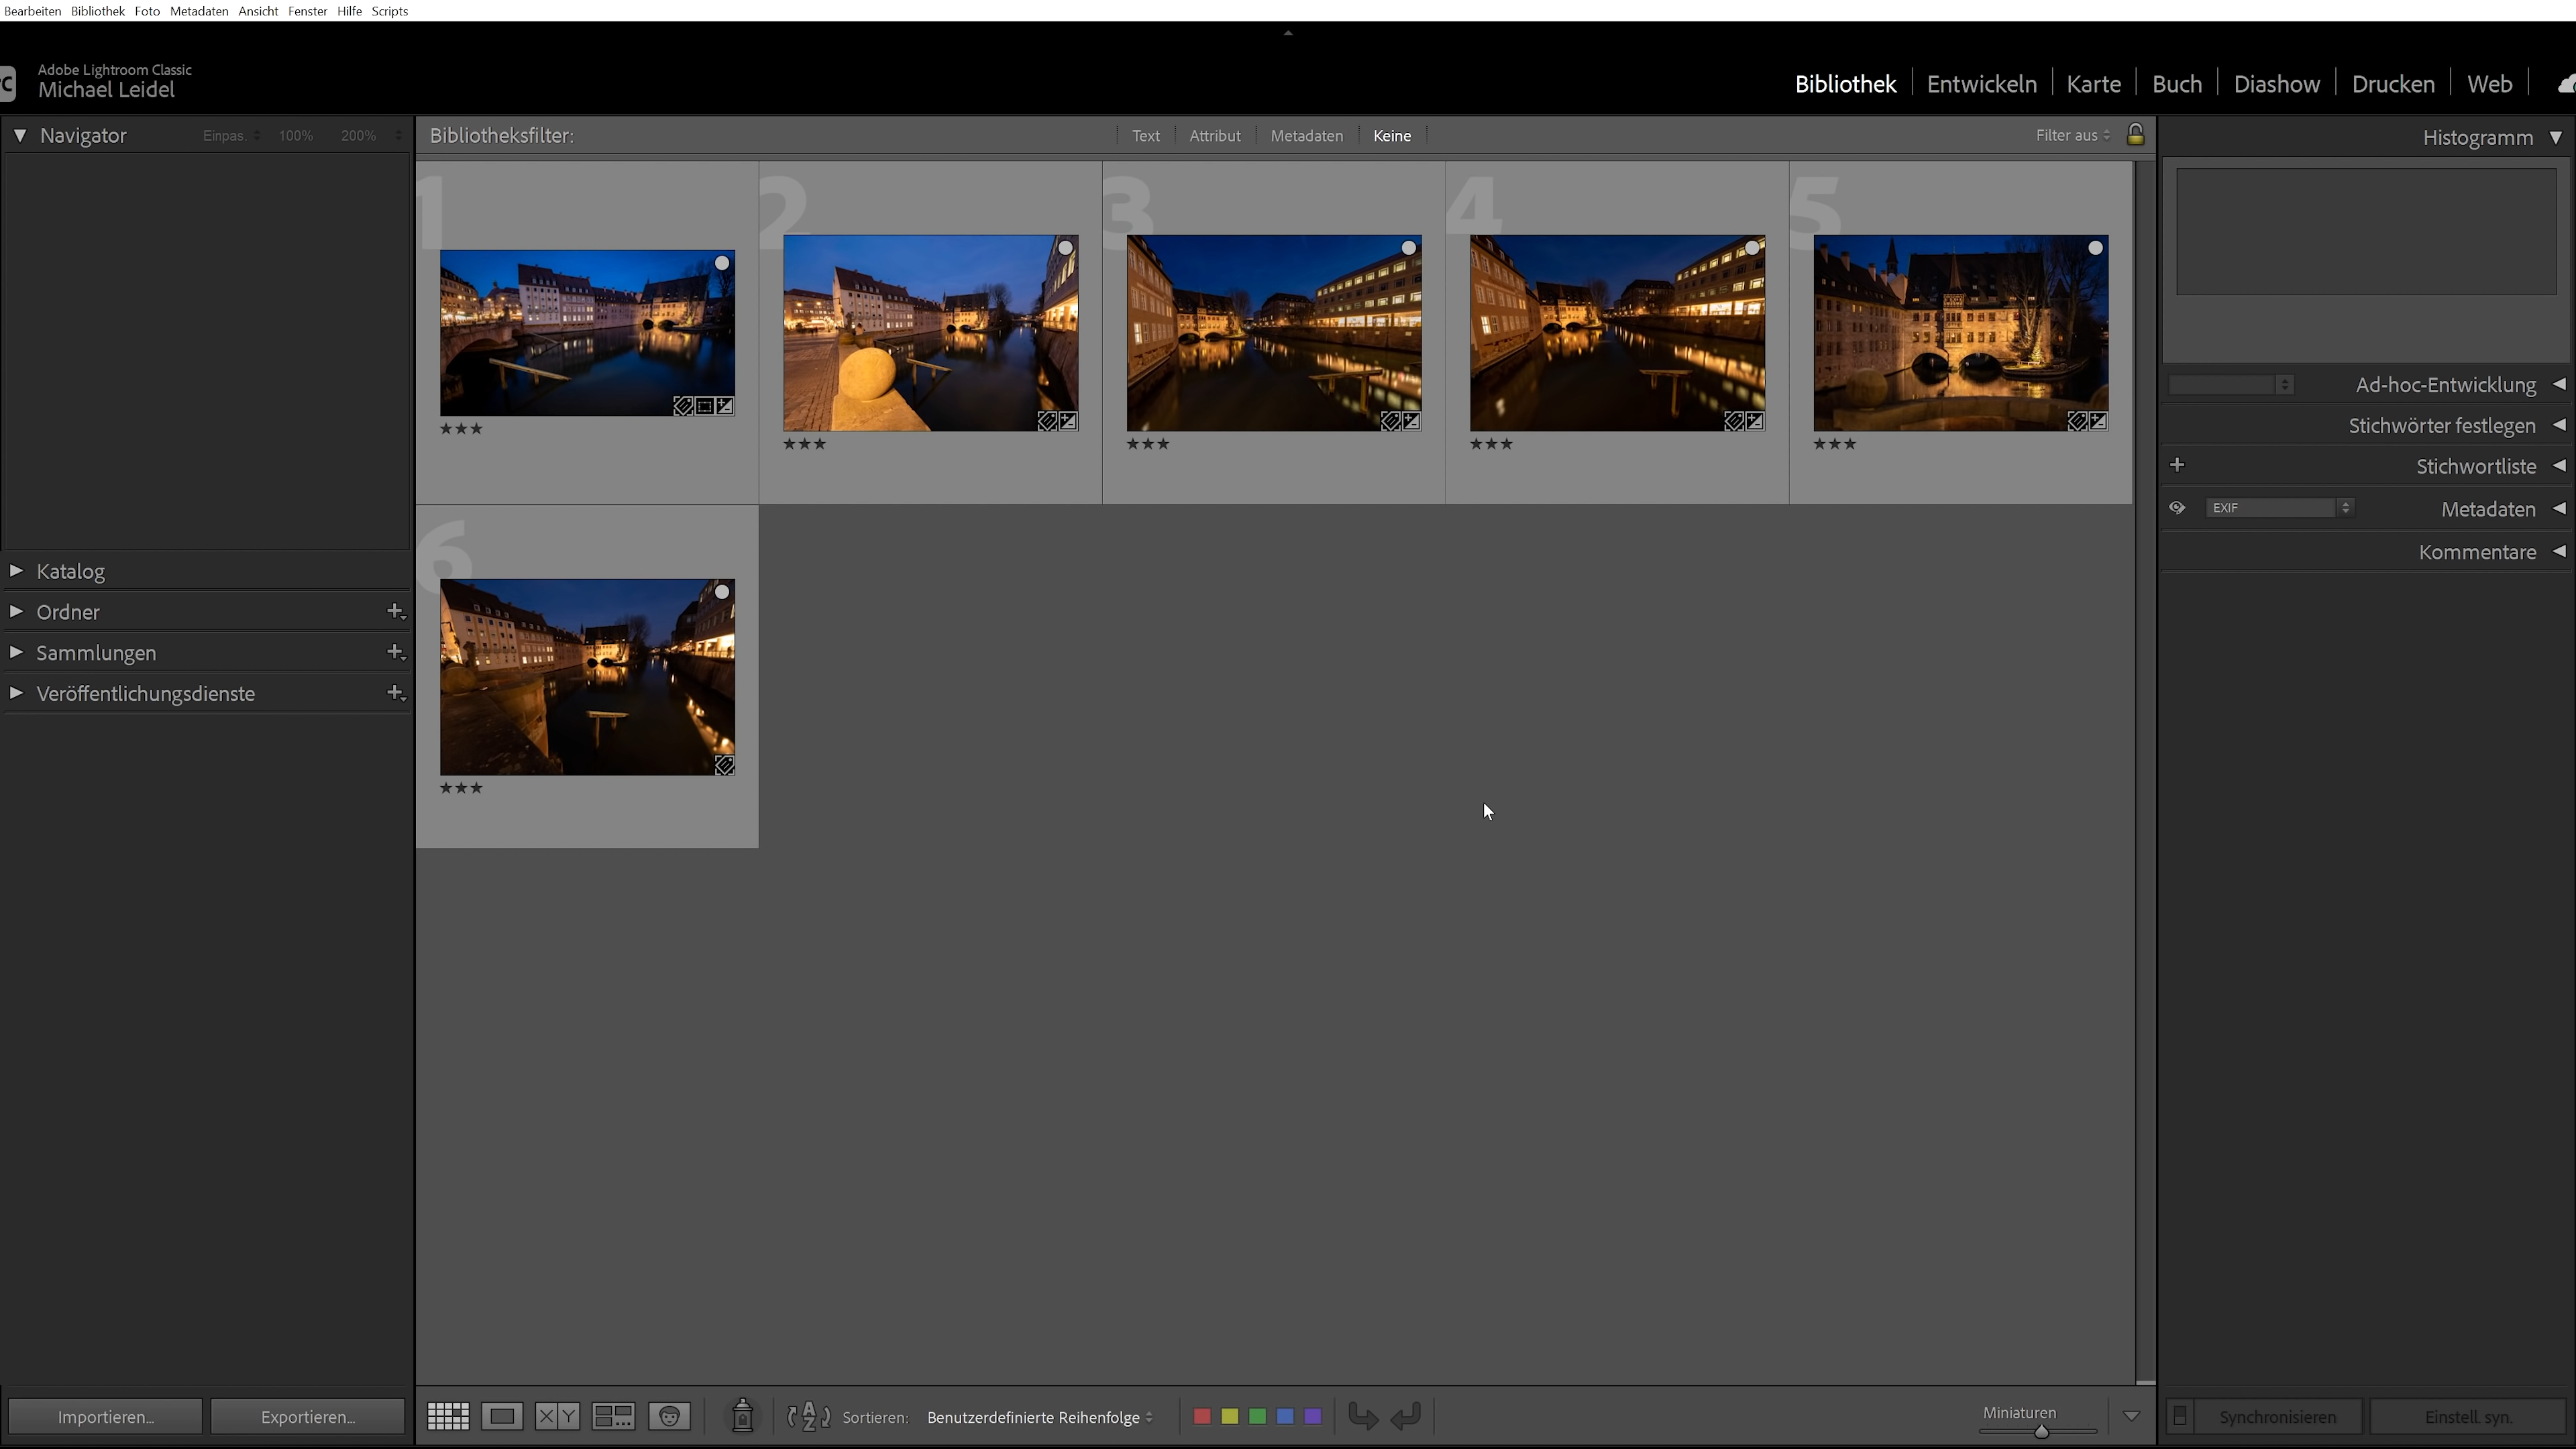 Bearbeiten Bibliothek Foto Metadaten Ansicht Fenster Hilfe Scripts
Adobe Lightroom Classic
Michael Leidel
Bibliothek Entwickeln Karte Buch Diashow Drucken Web
Navigator Einpas. 100% 200%
Bibliotheksfilter: Text Attribut Metadaten Keine Filter aus
Histogramm
1 2 3 4 5
★★★ ★★★ ★★★ ★★★ ★★★
6
★★★
Katalog
Ordner
Sammlungen
Veröffentlichungsdienste
Ad-hoc-Entwicklung
Stichwörter festlegen
Stichwortliste
EXIF Metadaten
Kommentare
Importieren... Exportieren...
XY
Sortieren: Benutzerdefinierte Reihenfolge
Miniaturen
Synchronisieren Einstell. syn.